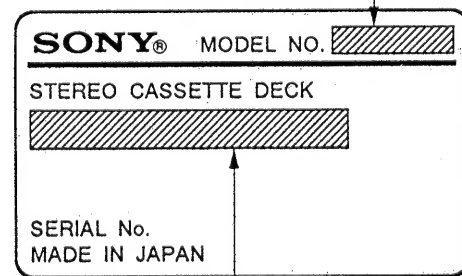 SONY® MODEL NO.
STEREO CASSETTE DECK
SERIAL No.
MADE IN JAPAN